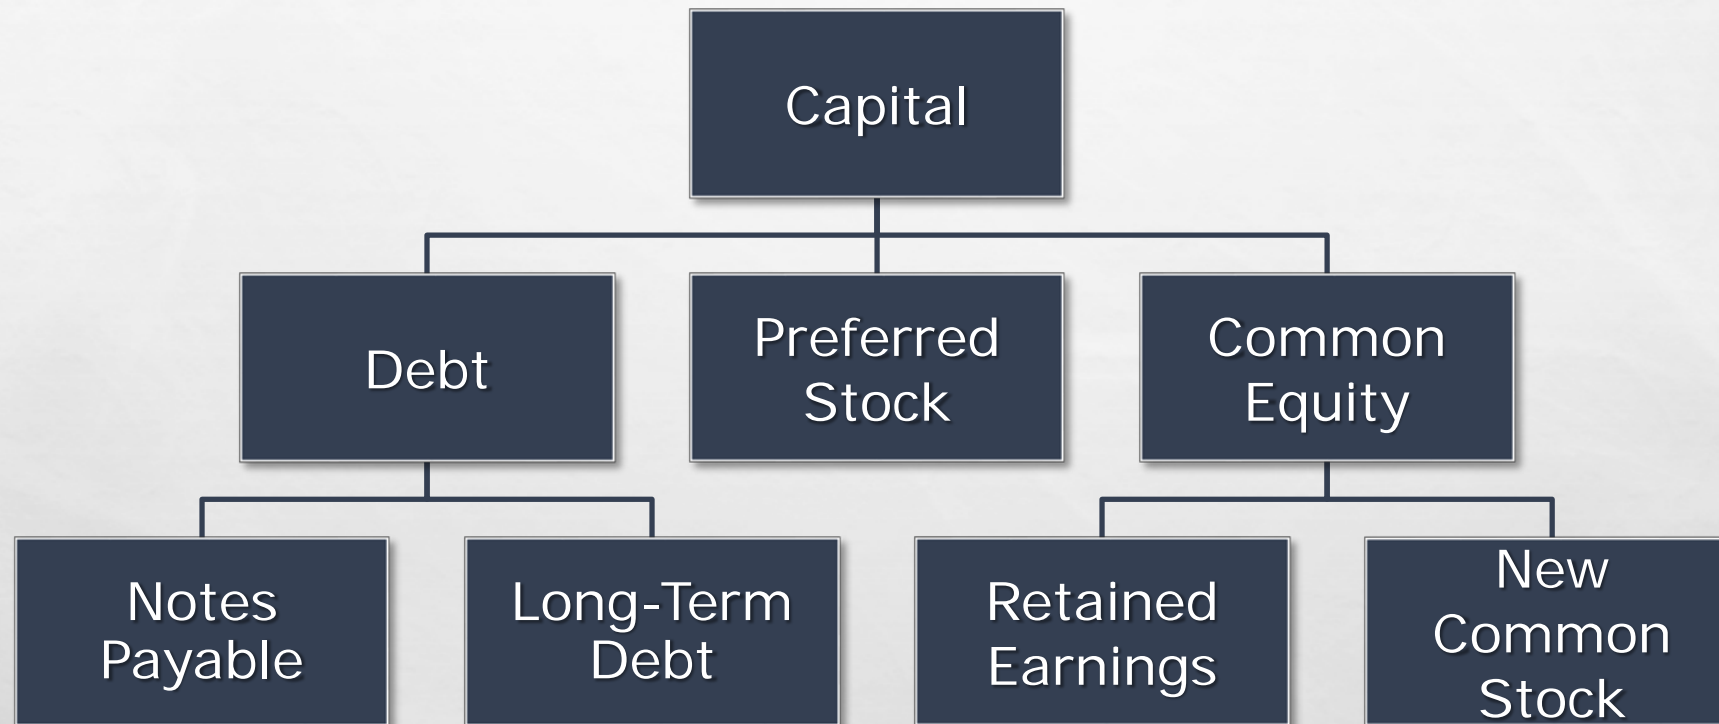 Capital
Debt
Preferred
Stock
Common
Equity
Notes
Payable
Long-Term
Debt
Retained
Earnings
New
Common
Stock